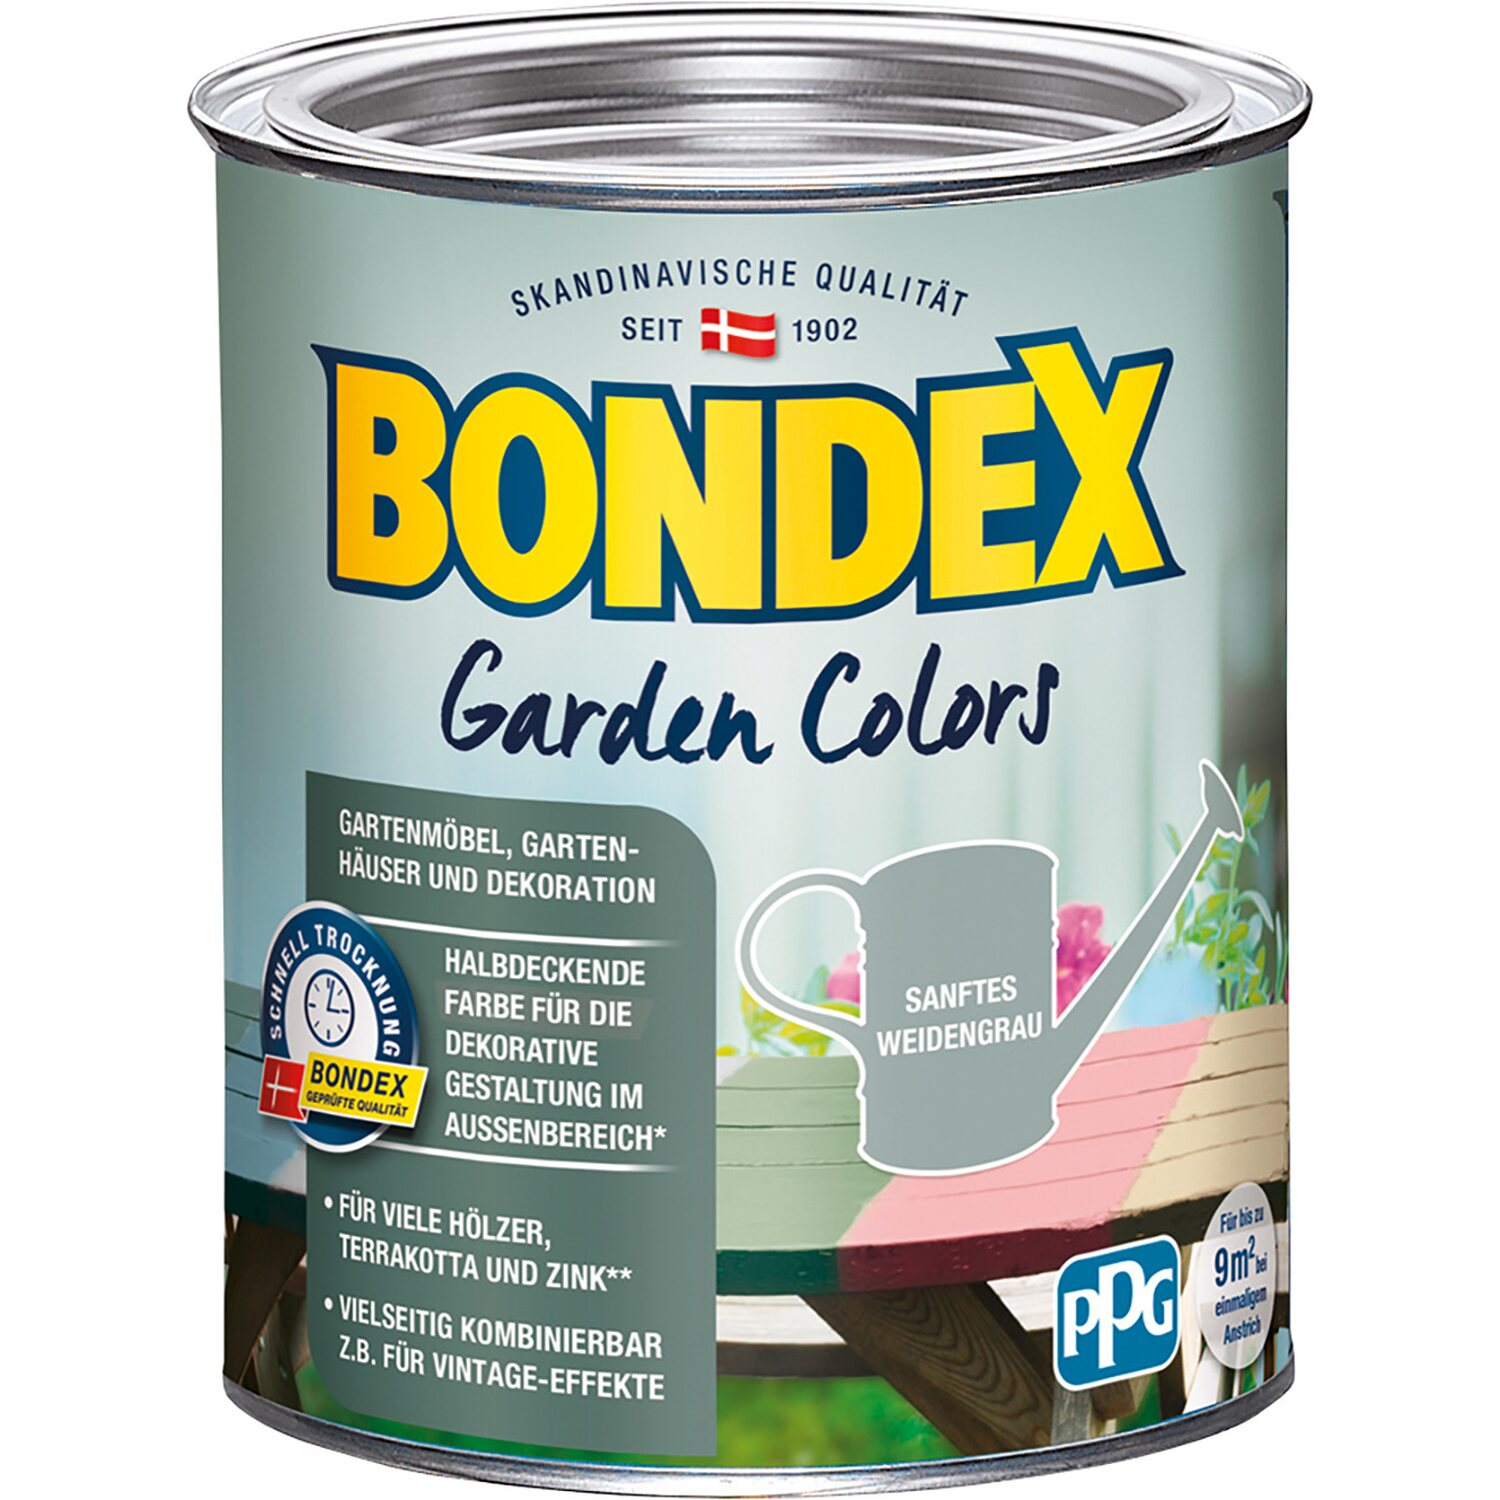 SKANDINAVISCHE QUALITÄT
SEIT 1902
BONDEX
Garden Colors
GARTENMÖBEL, GARTEN-
HÄUSER UND DEKORATION
SCHNELL TROCKNUNG
BONDEX
GEPRÜFTE QUALITÄT
HALBDECKENDE
FARBE FÜR DIE
DEKORATIVE
GESTALTUNG IM
AUSSENBEREICH*
• FÜR VIELE HÖLZER,
TERRAKOTTA UND ZINK**
• VIELSEITIG KOMBINIERBAR
Z.B. FÜR VINTAGE-EFFEKTE
SANFTES
WEIDENGRAU
PPG
Für bis zu
9m² bei
einmaligem
Anstrich